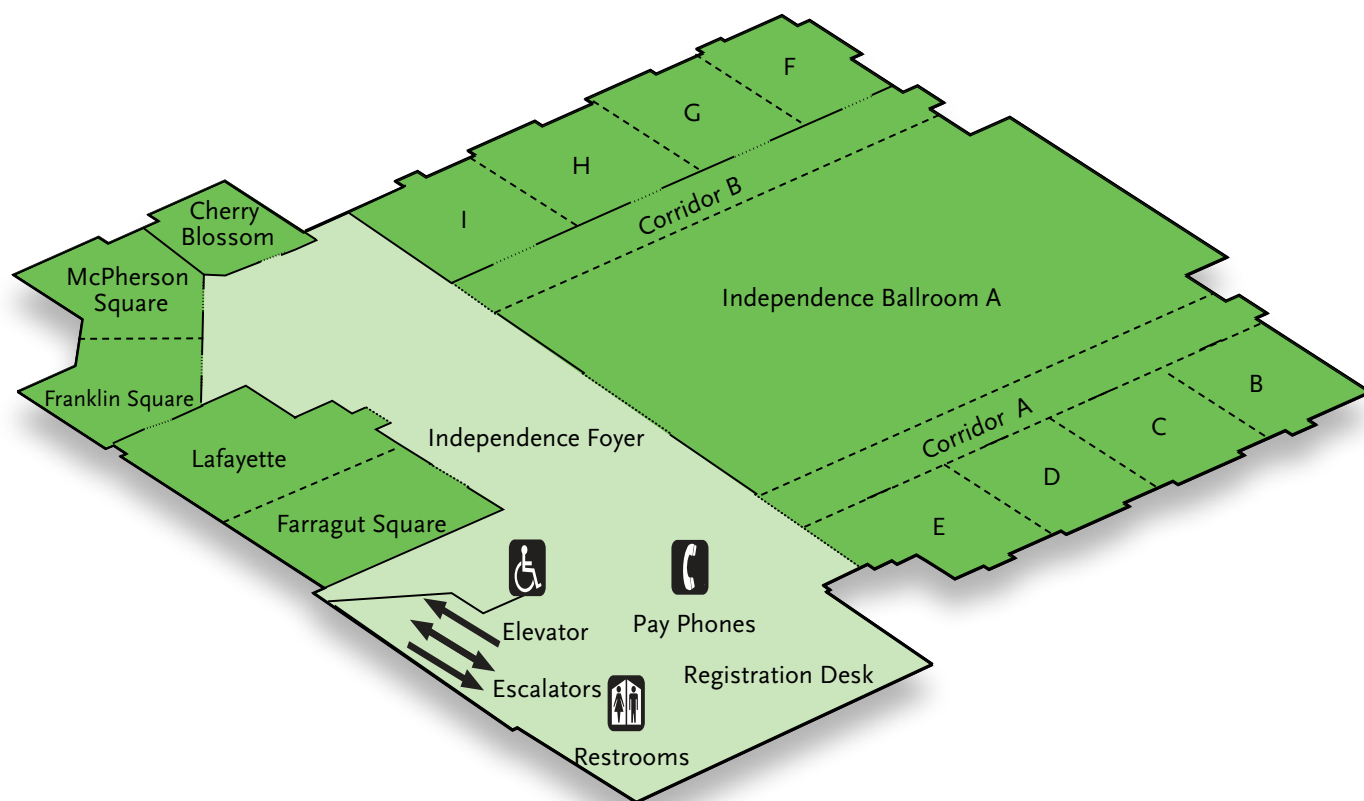 F
G
H
I
Corridor B
Cherry
Blossom
McPherson
Square
Franklin Square
Independence Ballroom A
Lafayette
Farragut Square
Independence Foyer
Corridor A
B
C
D
E
Elevator
Pay Phones
Escalators
Registration Desk
Restrooms